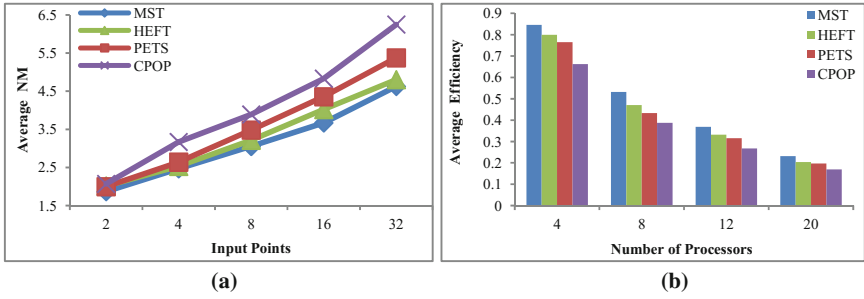 6.5
5.5
4.5
3.5
2.5
1.5
Average NM
MST
HEFT
PETS
CPOP
2 4 8 16 32
Input Points
(a)
0.9
0.8
0.7
0.6
0.5
0.4
0.3
0.2
0.1
0
Average Efficiency
MST
HEFT
PETS
CPOP
4 8 12 20
Number of Processors
(b)